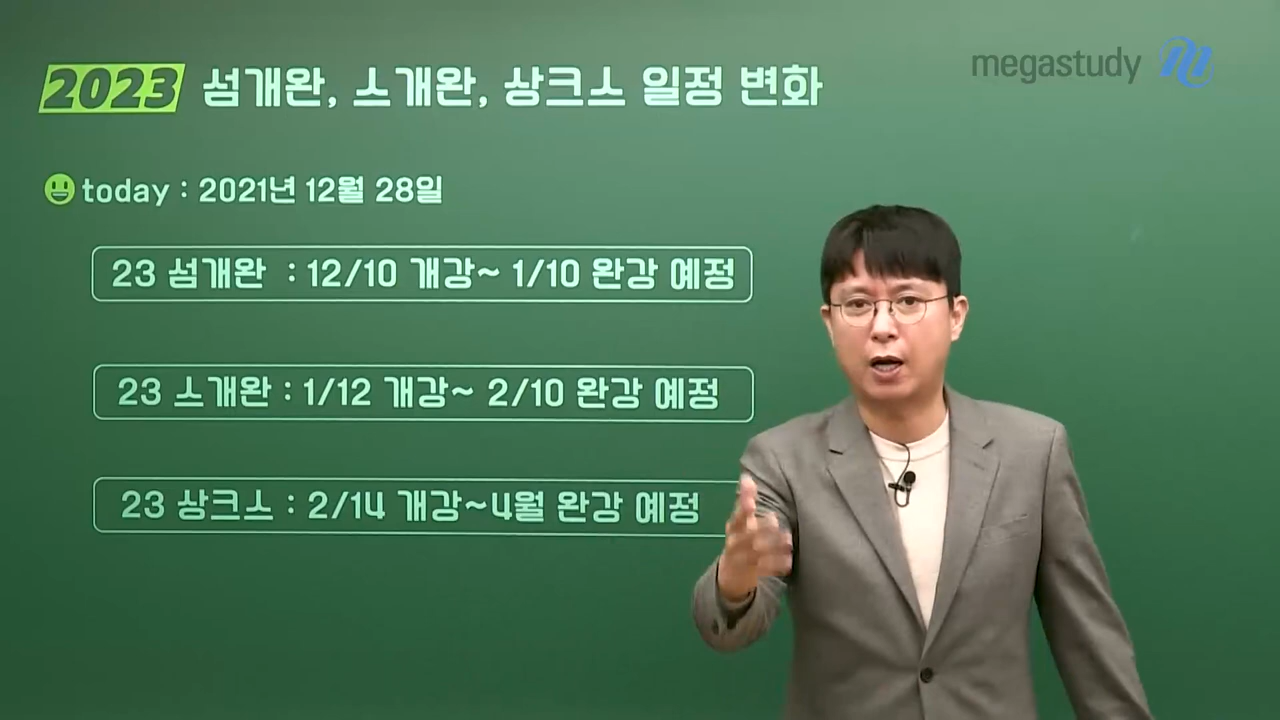 2023 섬개완, 스개완, 상크스 일정 변화
megastudy
today : 2021년 12월 28일
23 섬개완 : 12/10 개강~ 1/10 완강 예정
23 스개완 : 1/12 개강~ 2/10 완강 예정
23 상크스 : 2/14 개강~4월 완강 예정